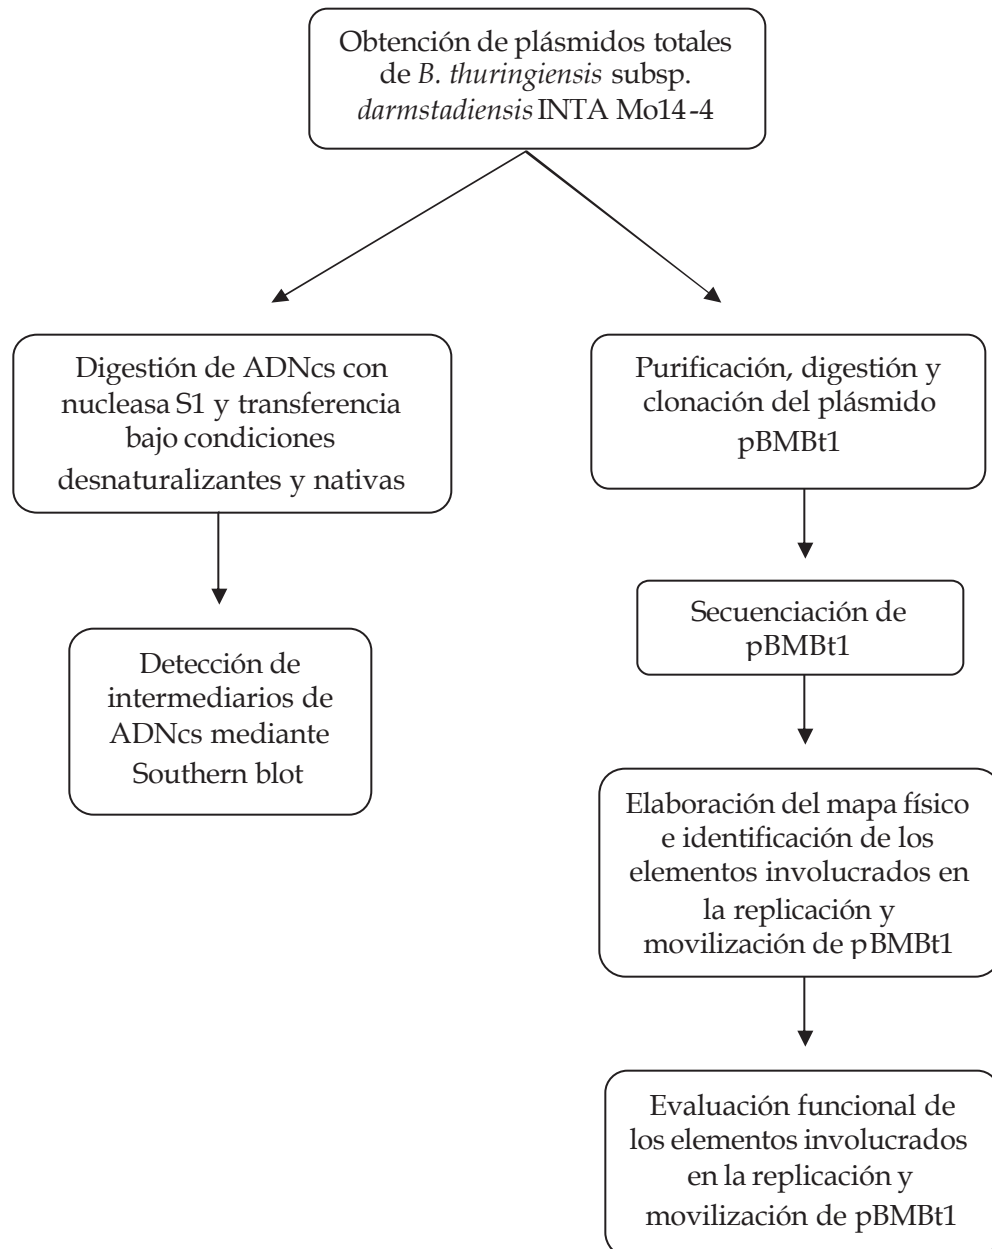 Obtención de plásmidos totales
de B. thuringiensis subsp.
darmstadiensis INTA Mo14-4
Digestión de ADNcs con
nucleasa S1 y transferencia
bajo condiciones
desnaturalizantes y nativas
Detección de
intermediarios de
ADNcs mediante
Southern blot
Purificación, digestión y
clonación del plásmido
pBMBt1
Secuenciación de
pBMBt1
Elaboración del mapa físico
e identificación de los
elementos involucrados en
la replicación y
movilización de pBMBt1
Evaluación funcional de
los elementos involucrados
en la replicación y
movilización de pBMBt1